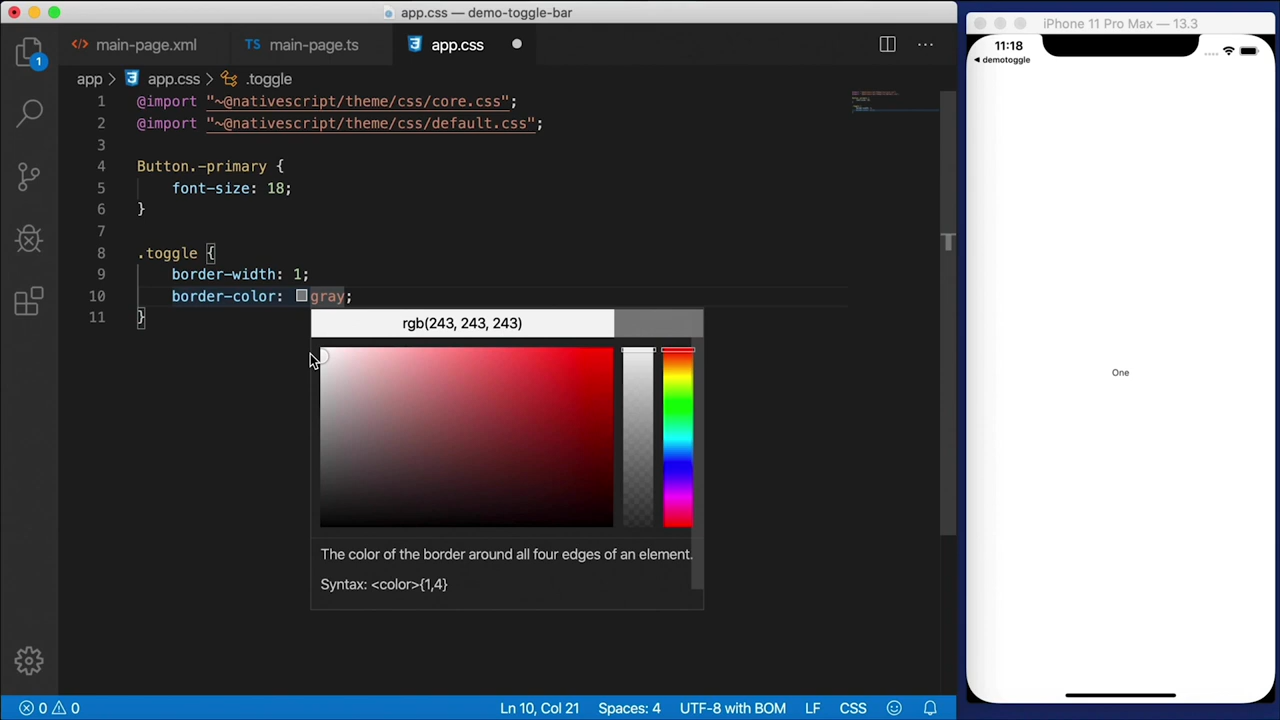 app.css — demo-toggle-bar
main-page.xml
TS main-page.ts
app.css
1
app > app.css > .toggle
1 @import "~@nativescript/theme/css/core.css";
2 @import "~@nativescript/theme/css/default.css";
3
4 Button.-primary {
5 font-size: 18;
6 }
7
8 .toggle {
9 border-width: 1;
10 border-color: gray;
11 }
rgb(243, 243, 243)
The color of the border around all four edges of an element.
Syntax: <color>{1,4}
0 0
Ln 10, Col 21 Spaces: 4 UTF-8 with BOM LF CSS
iPhone 11 Pro Max — 13.3
11:18
◀ demotoggle
One